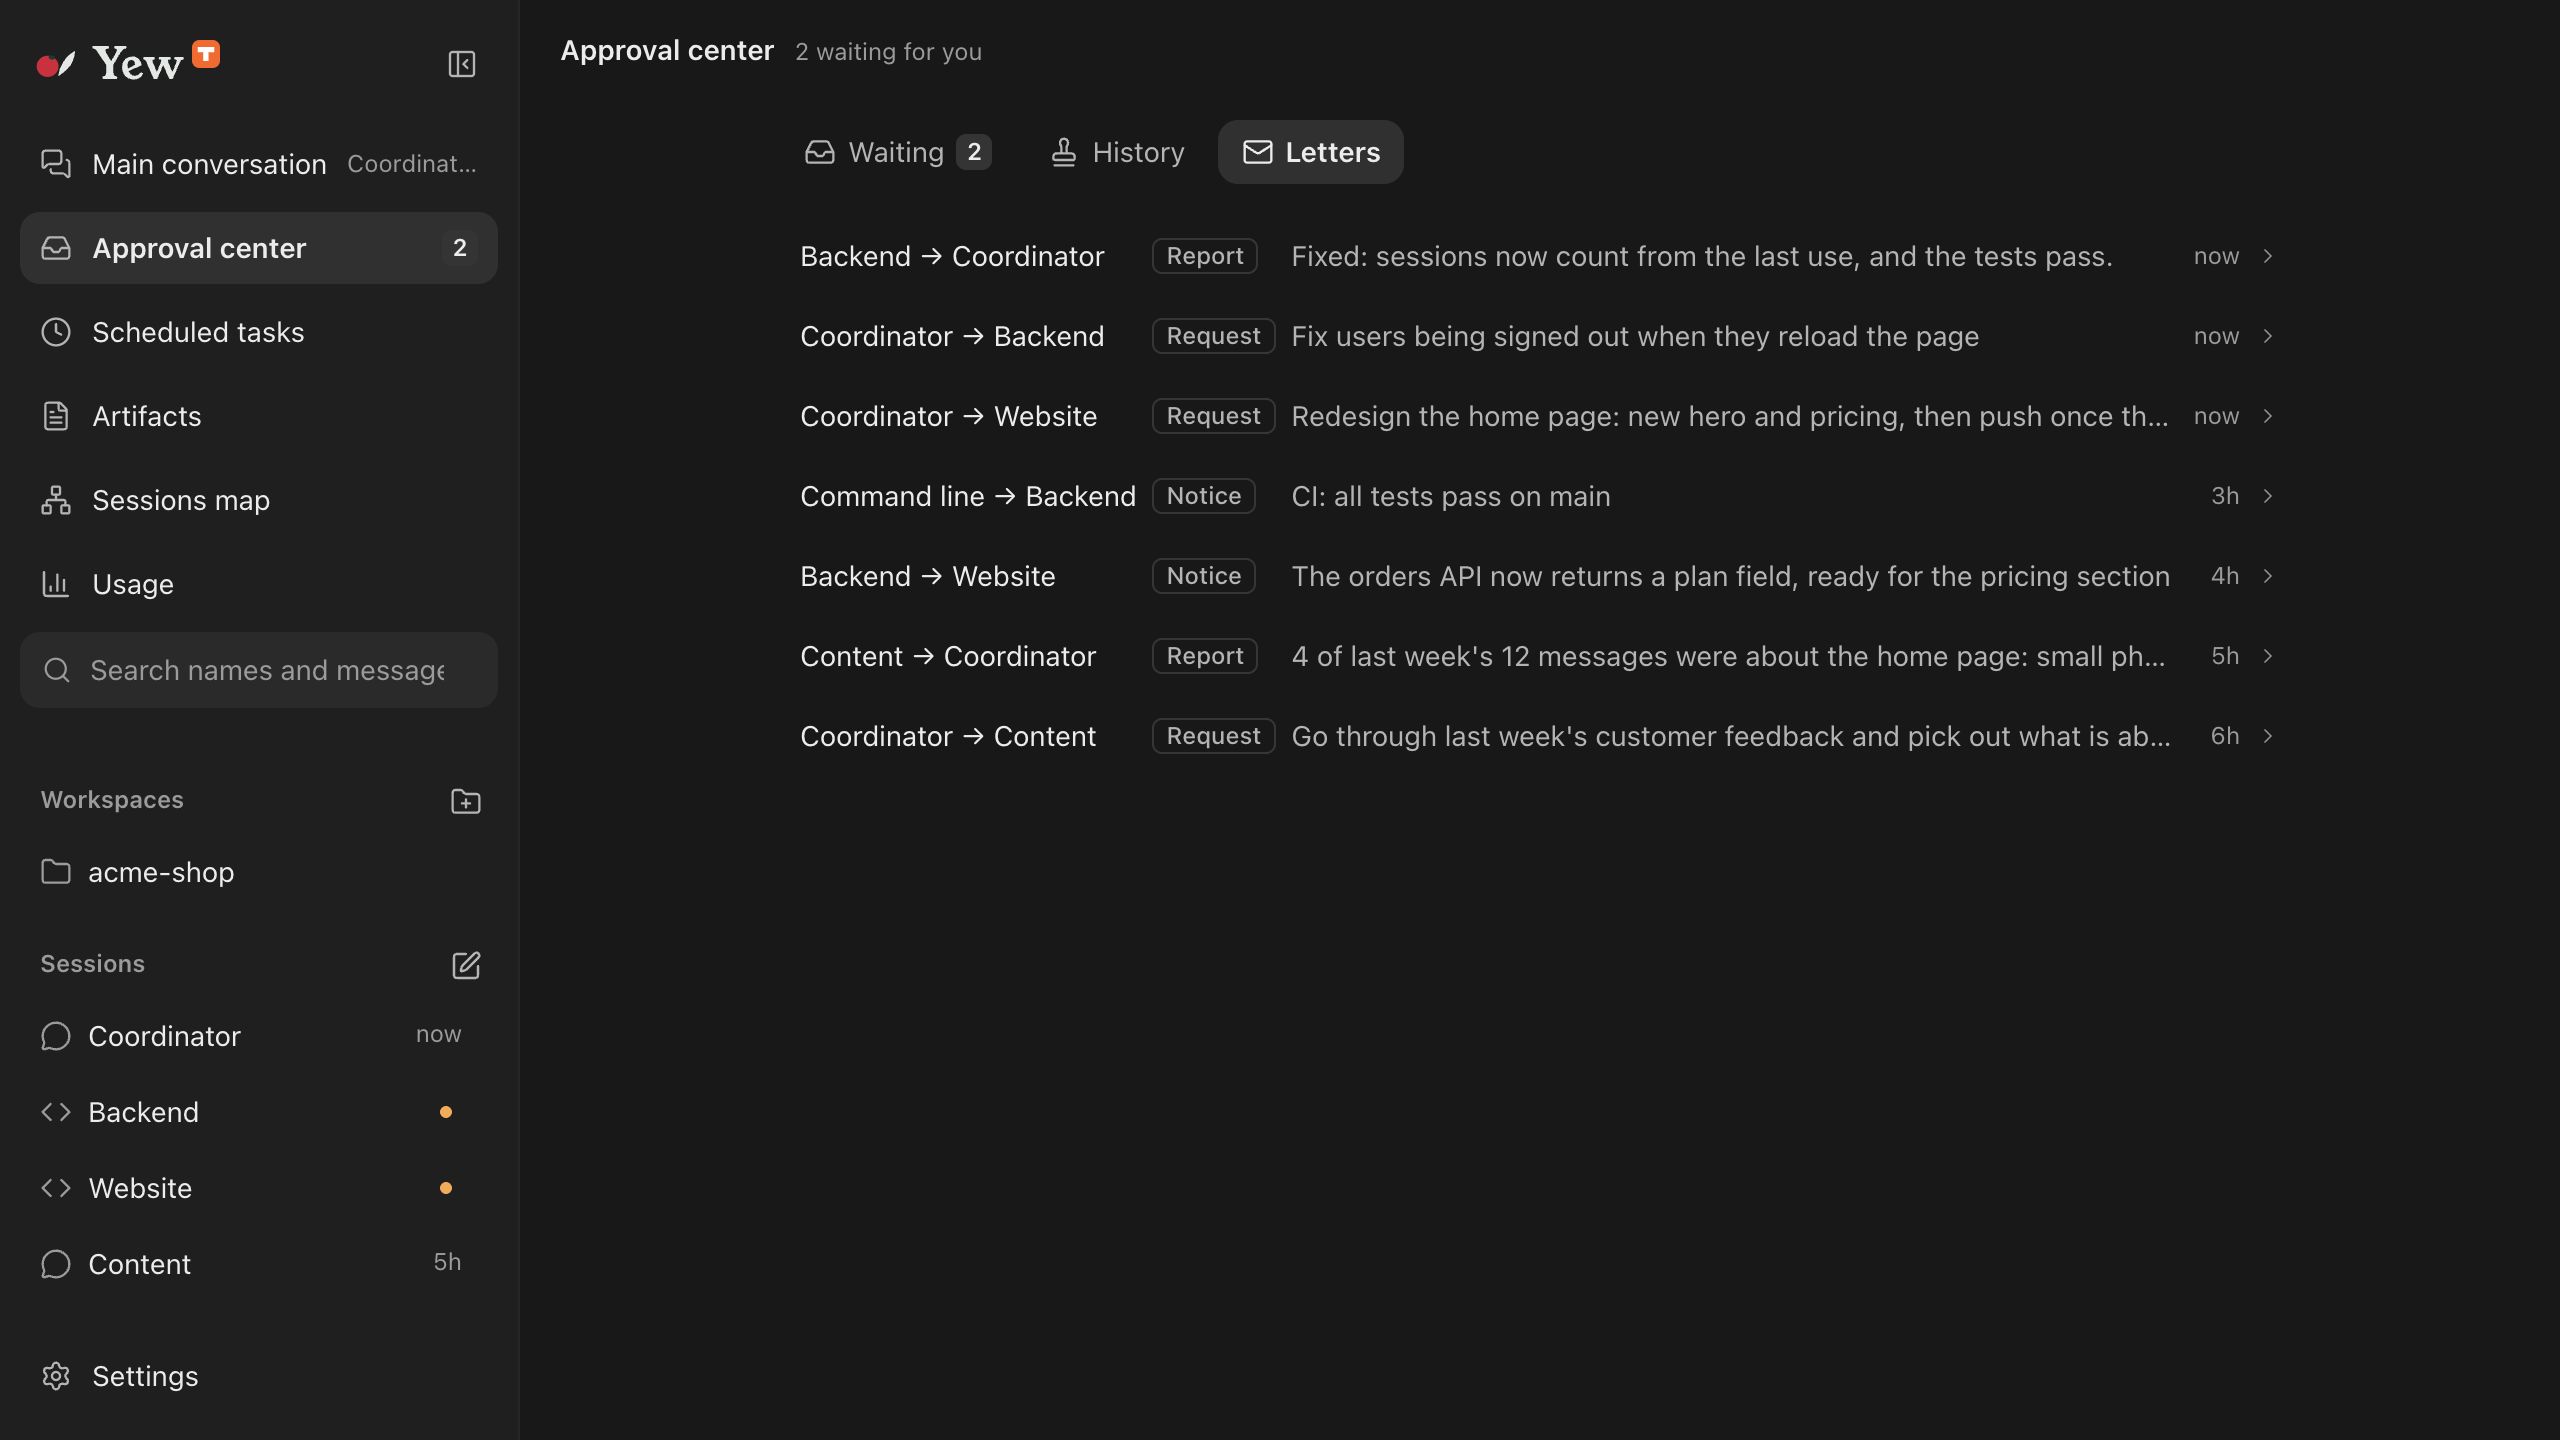 Yew T
Main conversation Coordinat...
Approval center 2
Scheduled tasks
Artifacts
Sessions map
Usage
Search names and message
Workspaces
acme-shop
Sessions
Coordinator now
Backend
Website
Content 5h
Settings
Approval center 2 waiting for you
Waiting 2 History Letters
Backend → Coordinator Report Fixed: sessions now count from the last use, and the tests pass. now
Coordinator → Backend Request Fix users being signed out when they reload the page now
Coordinator → Website Request Redesign the home page: new hero and pricing, then push once th... now
Command line → Backend Notice CI: all tests pass on main 3h
Backend → Website Notice The orders API now returns a plan field, ready for the pricing section 4h
Content → Coordinator Report 4 of last week's 12 messages were about the home page: small ph... 5h
Coordinator → Content Request Go through last week's customer feedback and pick out what is ab... 6h